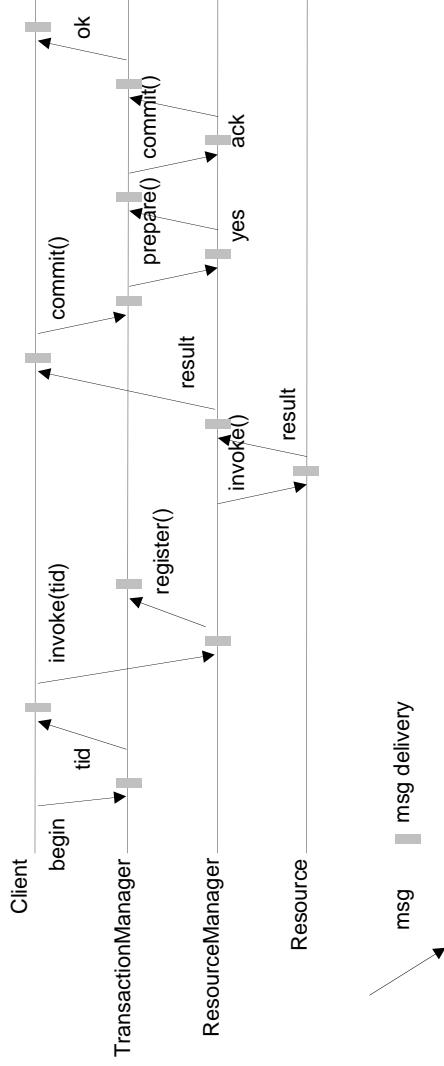 Client
begin
tid
invoke(tid)
commit()
ok
TransactionManager
register()
prepare()
commit()
ResourceManager
invoke()
result
yes
ack
Resource
result
msg
msg delivery